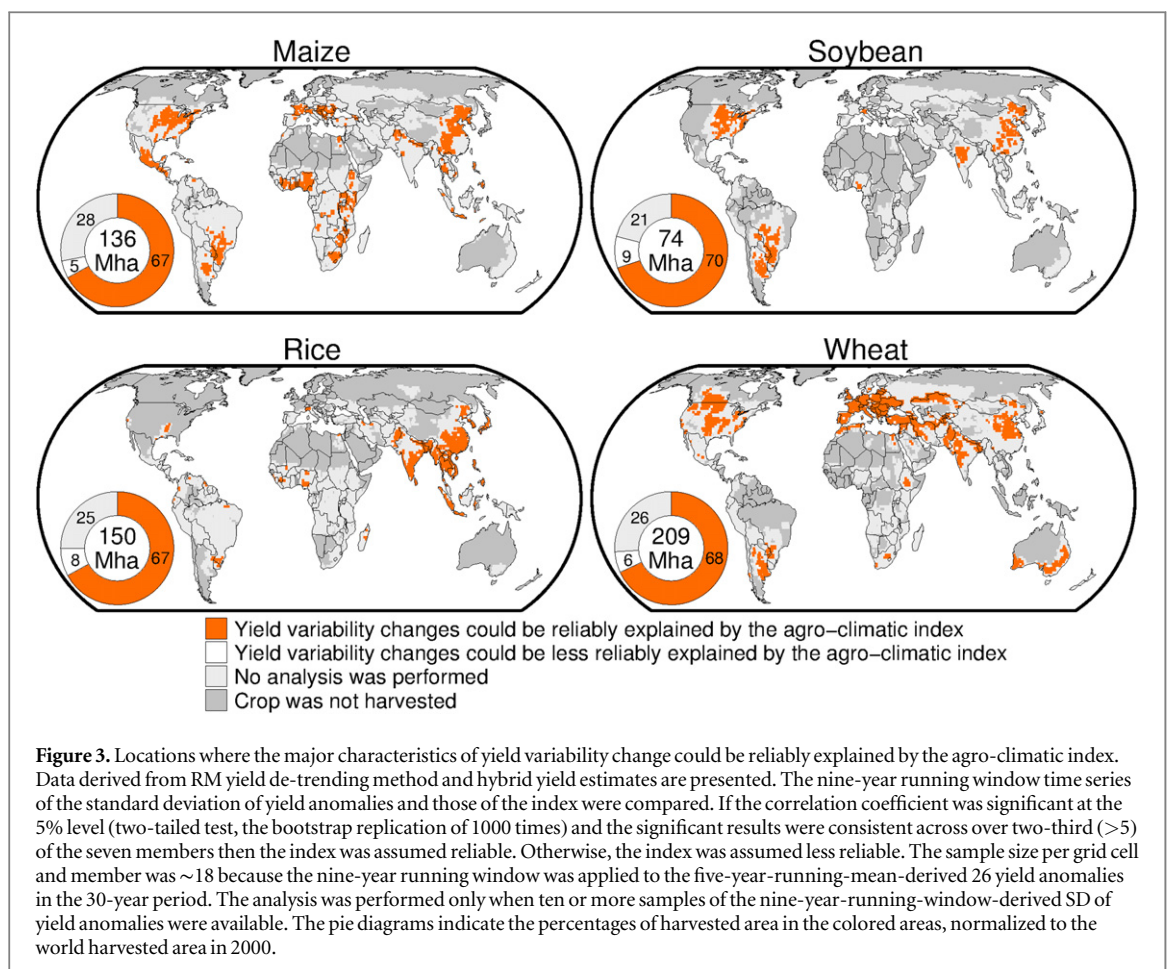 Maize
Soybean
28
136
Mha
67
5
21
74
Mha
70
9
Rice
Wheat
25
150
Mha
67
8
26
209
Mha
68
6
Yield variability changes could be reliably explained by the agro-climatic index
Yield variability changes could be less reliably explained by the agro-climatic index
No analysis was performed
Crop was not harvested
Figure 3. Locations where the major characteristics of yield variability change could be reliably explained by the agro-climatic index.
Data derived from RM yield de-trending method and hybrid yield estimates are presented. The nine-year running window time series
of the standard deviation of yield anomalies and those of the index were compared. If the correlation coefficient was significant at the
5% level (two-tailed test, the bootstrap replication of 1000 times) and the significant results were consistent across over two-third (>5)
of the seven members then the index was assumed reliable. Otherwise, the index was assumed less reliable. The sample size per grid cell
and member was ~18 because the nine-year running window was applied to the five-year-running-mean-derived 26 yield anomalies
in the 30-year period. The analysis was performed only when ten or more samples of the nine-year-running-window-derived SD of
yield anomalies were available. The pie diagrams indicate the percentages of harvested area in the colored areas, normalized to the
world harvested area in 2000.